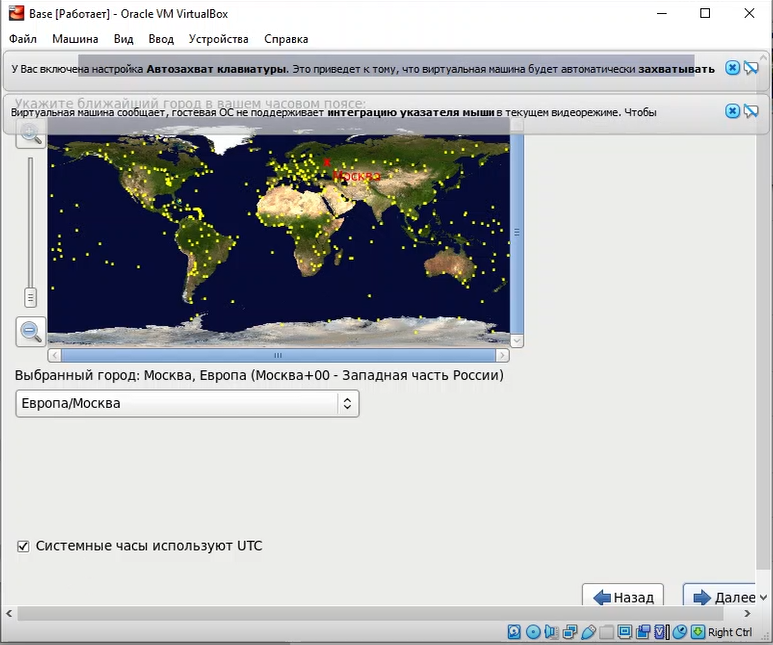 Base [Работает] - Oracle VM VirtualBox
Файл Машина Вид Ввод Устройства Справка
У Вас включена настройка Автозахват клавиатуры. Это приведет к тому, что виртуальная машина будет автоматически захватывать
Укажите ближайший город в вашем часовом поясе:
Виртуальная машина сообщает, гостевая ОС не поддерживает интеграцию указателя мыши в текущем видеорежиме. Чтобы
Москва
Выбранный город: Москва, Европа (Москва+00 - Западная часть России)
Европа/Москва
Системные часы используют UTC
Назад Далее
Right Ctrl